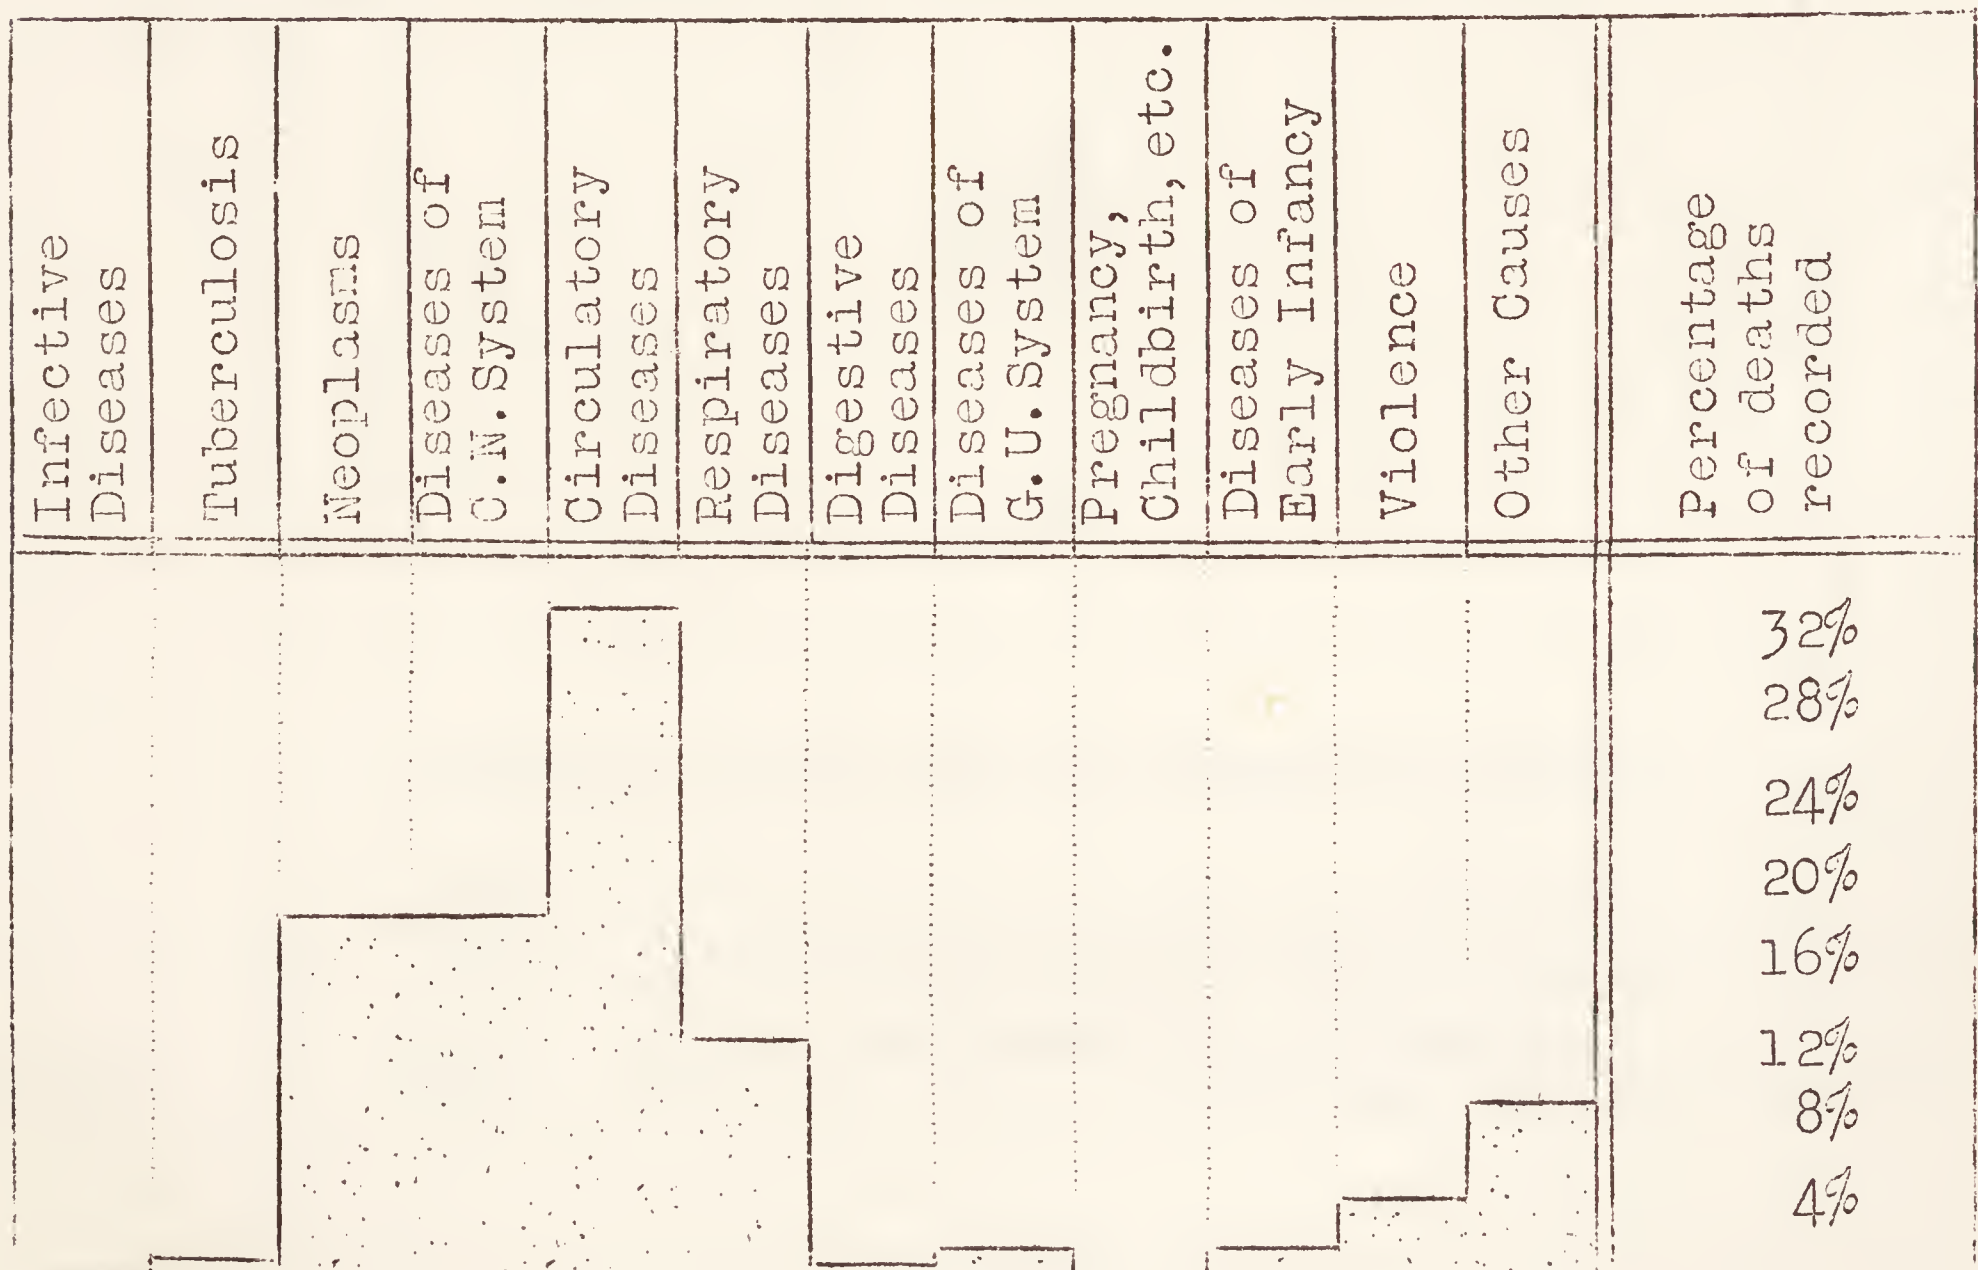 Infective
Diseases
Tuberculosis
Neoplasms
Diseases of
C.N.System
Circulatory
Diseases
Respiratory
Diseases
Digestive
Diseases
Diseases of
G.U.System
Pregnancy,
Childbirth,etc.
Diseases of
Early Infancy
Violence
Other Causes
Percentage
of deaths
recorded
32%
28%
24%
20%
16%
12%
8%
4%